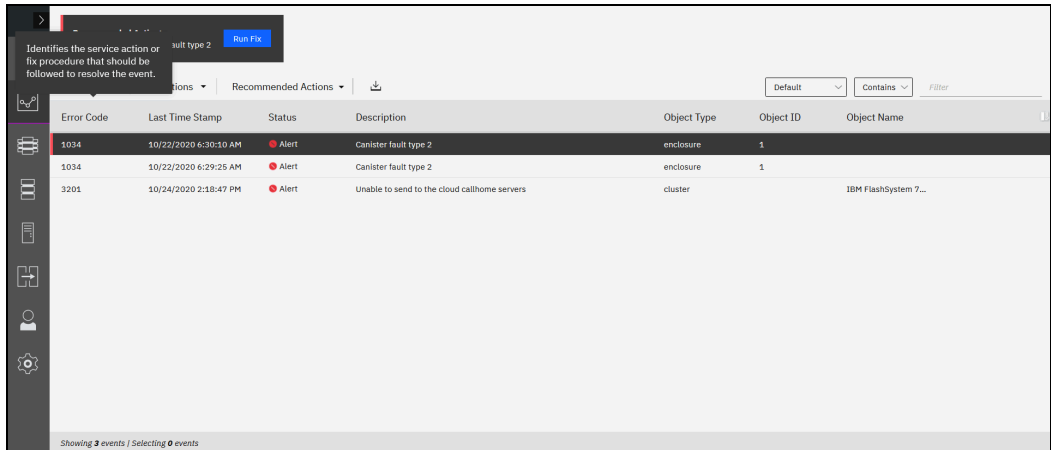 Identifies the service action or
fix procedure that should be
followed to resolve the event.
ault type 2 Run Fix
tions Recommended Actions Default Contains Filter
Error Code Last Time Stamp Status Description Object Type Object ID Object Name
1034 10/22/2020 6:30:10 AM Alert Canister fault type 2 enclosure 1
1034 10/22/2020 6:29:25 AM Alert Canister fault type 2 enclosure 1
3201 10/24/2020 2:18:47 PM Alert Unable to send to the cloud callhome servers cluster IBM FlashSystem 7...
Showing 3 events | Selecting 0 events